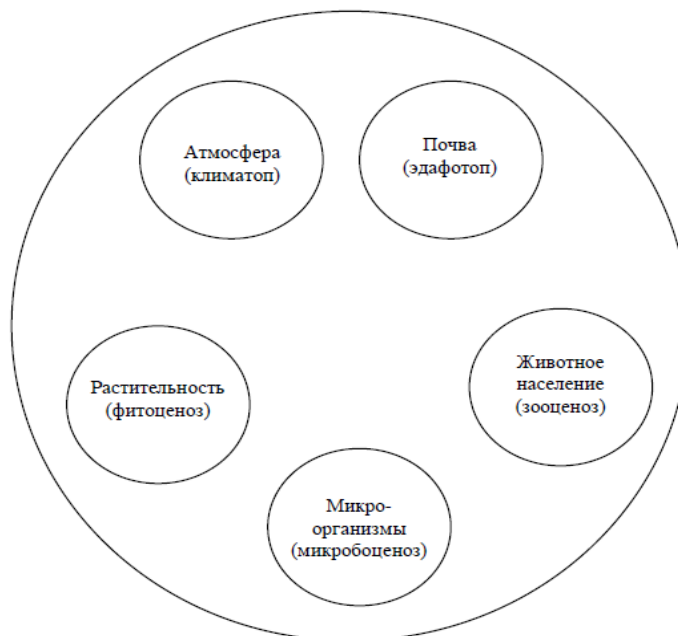 Атмосфера
(климатоп)
Почва
(эдафотоп)
Растительность
(фитоценоз)
Животное
население
(зооценоз)
Микро-
организмы
(микробоценоз)